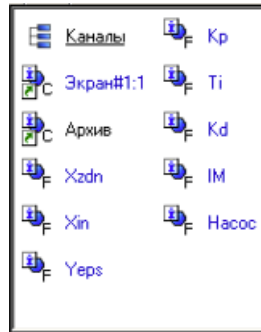 Каналы
Экран#1:1
Архив
Xzdn
Xin
Yeps
Kp
Ti
Kd
IM
Насос